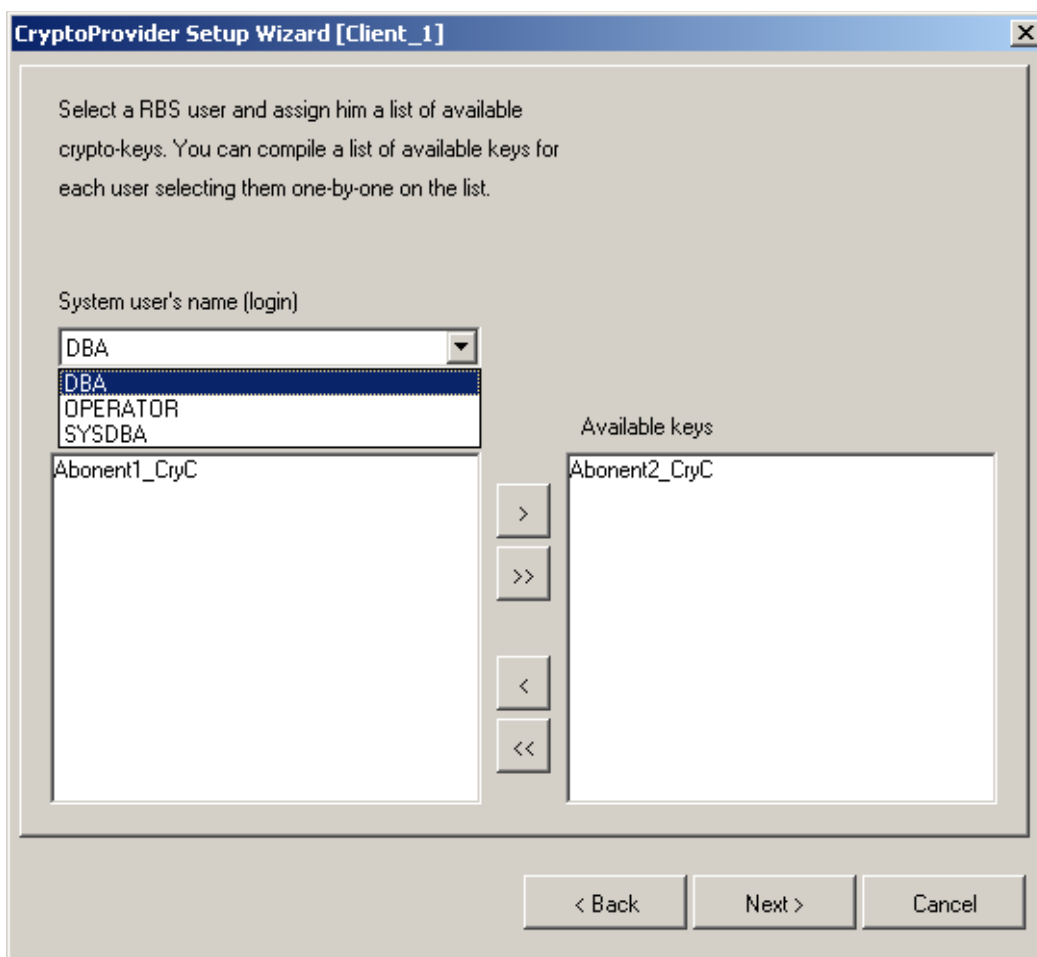 CryptoProvider Setup Wizard [Client_1]
Select a RBS user and assign him a list of available
crypto-keys. You can compile a list of available keys for
each user selecting them one-by-one on the list.
System user's name (login)
DBA
DBA
OPERATOR
SYSDBA
Available keys
Abonent1_CryC
Abonent2_CryC
>
>>
<
<<
< Back
Next >
Cancel